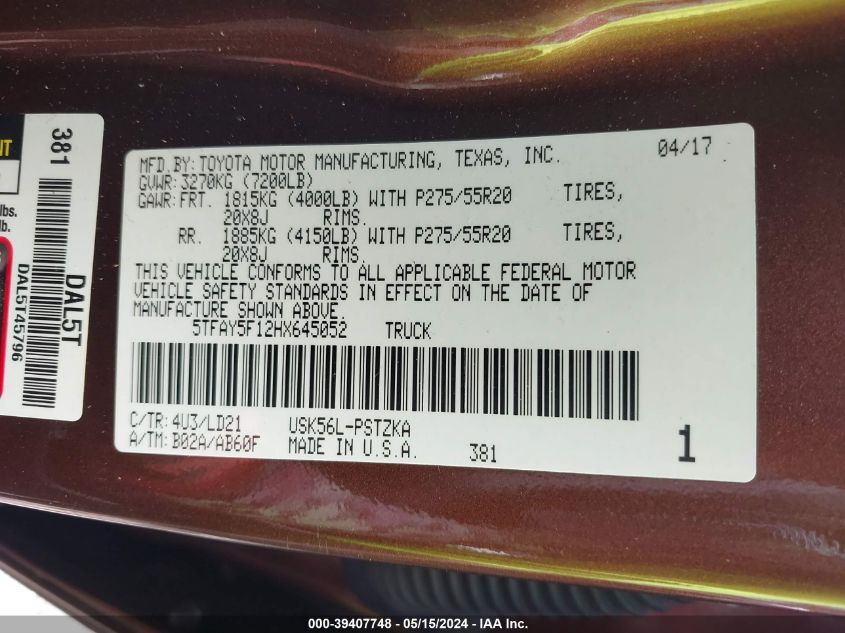 MFD.BY: TOYOTA MOTOR MANUFACTURING, TEXAS, INC. 04/17
GVWR: 3270KG (7200LB)
GAWR: FRT. 1815KG (4000LB) WITH P275/55R20 TIRES,
20X8J RIMS.
RR. 1885KG (4150LB) WITH P275/55R20 TIRES,
20X8J RIMS.
THIS VEHICLE CONFORMS TO ALL APPLICABLE FEDERAL MOTOR
VEHICLE SAFETY STANDARDS IN EFFECT ON THE DATE OF
MANUFACTURE SHOWN ABOVE.
5TFAY5F12HX645052 TRUCK
C/TR: 4U3/LD21 USK56L-PSTZKA
A/TM: B02A/AB60F MADE IN U.S.A. 381 1
381
DAL5T
DAL5T45796
lbs.
lb.
000-39407748 - 05/15/2024 - IAA Inc.